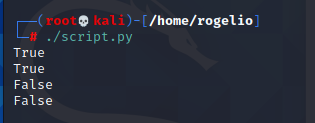 ┌──(root💀kali)-[/home/rogelio]
└─# ./script.py
True
True
False
False